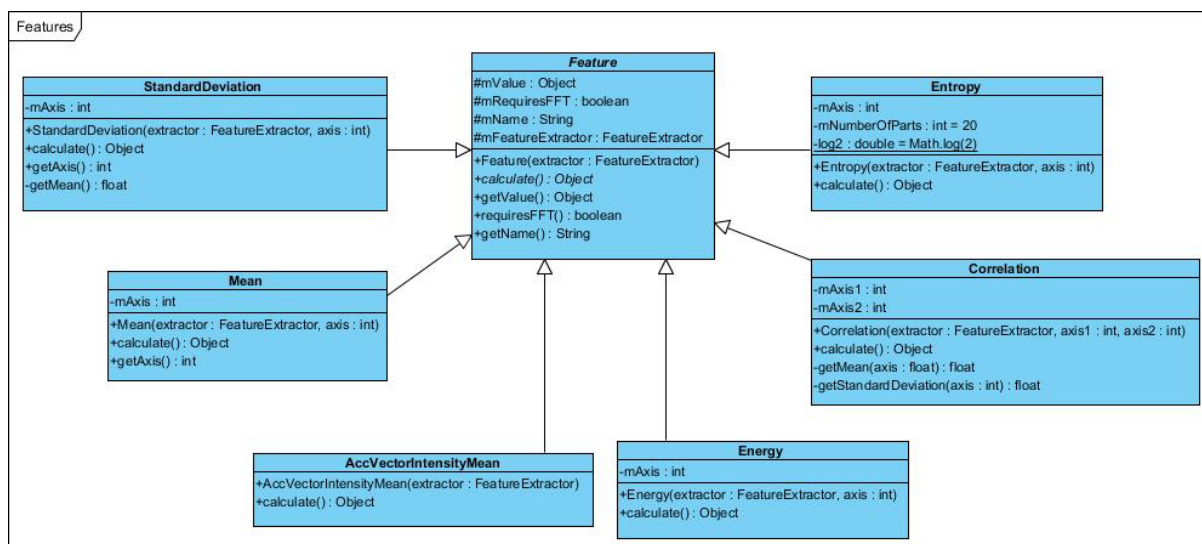 Features
StandardDeviation
-mAxis : int
+StandardDeviation(extractor : FeatureExtractor, axis : int)
+calculate() : Object
+getAxis() : int
-getMean() : float
Feature
#mValue : Object
#mRequiresFFT : boolean
#mName : String
#mFeatureExtractor : FeatureExtractor
+Feature(extractor : FeatureExtractor)
+calculate() : Object
+getValue() : Object
+requiresFFT() : boolean
+getName() : String
Entropy
-mAxis : int
-mNumberOfParts : int = 20
-log2 : double = Math.log(2)
+Entropy(extractor : FeatureExtractor, axis : int)
+calculate() : Object
Mean
-mAxis : int
+Mean(extractor : FeatureExtractor, axis : int)
+calculate() : Object
+getAxis() : int
Correlation
-mAxis1 : int
-mAxis2 : int
+Correlation(extractor : FeatureExtractor, axis1 : int, axis2 : int)
+calculate() : Object
-getMean(axis : float) : float
-getStandardDeviation(axis : int) : float
AccVectorIntensityMean
+AccVectorIntensityMean(extractor : FeatureExtractor)
+calculate() : Object
Energy
-mAxis : int
+Energy(extractor : FeatureExtractor, axis : int)
+calculate() : Object